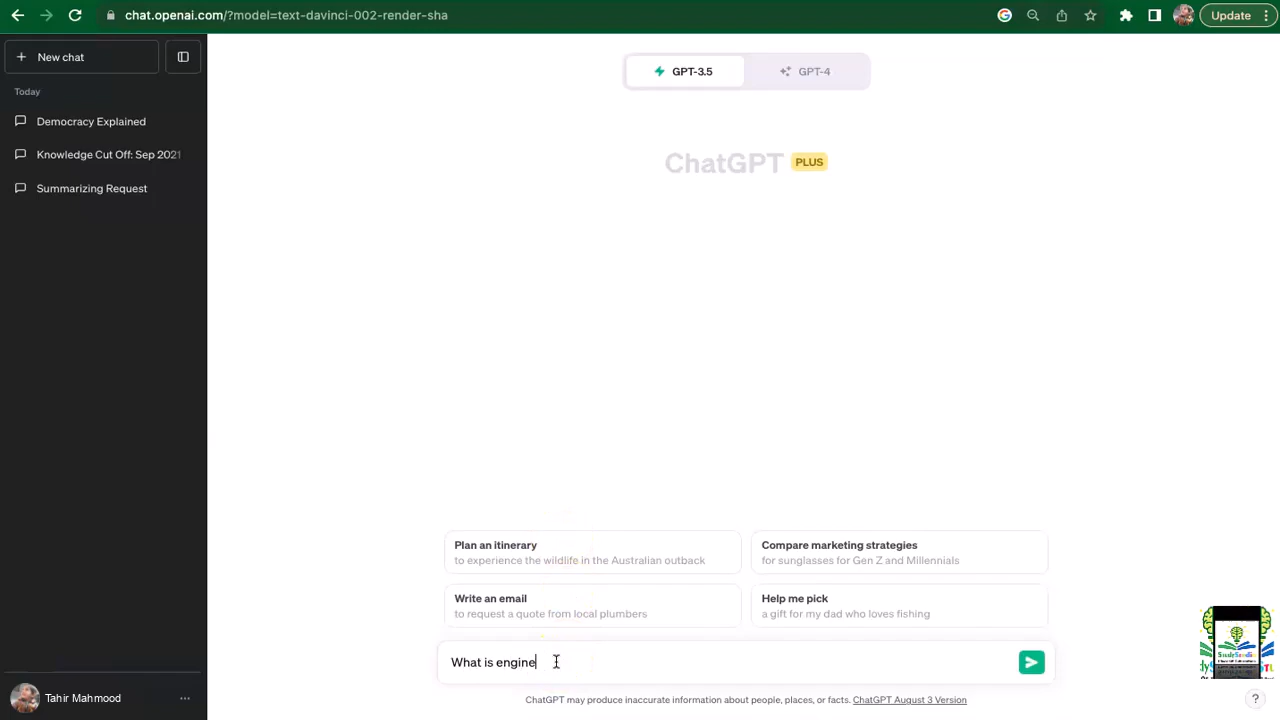 chat.openai.com/?model=text-davinci-002-render-sha
Update
New chat
Today
Democracy Explained
Knowledge Cut Off: Sep 2021
Summarizing Request
GPT-3.5
GPT-4
ChatGPT PLUS
Plan an itinerary
to experience the wildlife in the Australian outback
Compare marketing strategies
for sunglasses for Gen Z and Millennials
Write an email
to request a quote from local plumbers
Help me pick
a gift for my dad who loves fishing
What is engine
Tahir Mahmood
ChatGPT may produce inaccurate information about people, places, or facts. ChatGPT August 3 Version
?